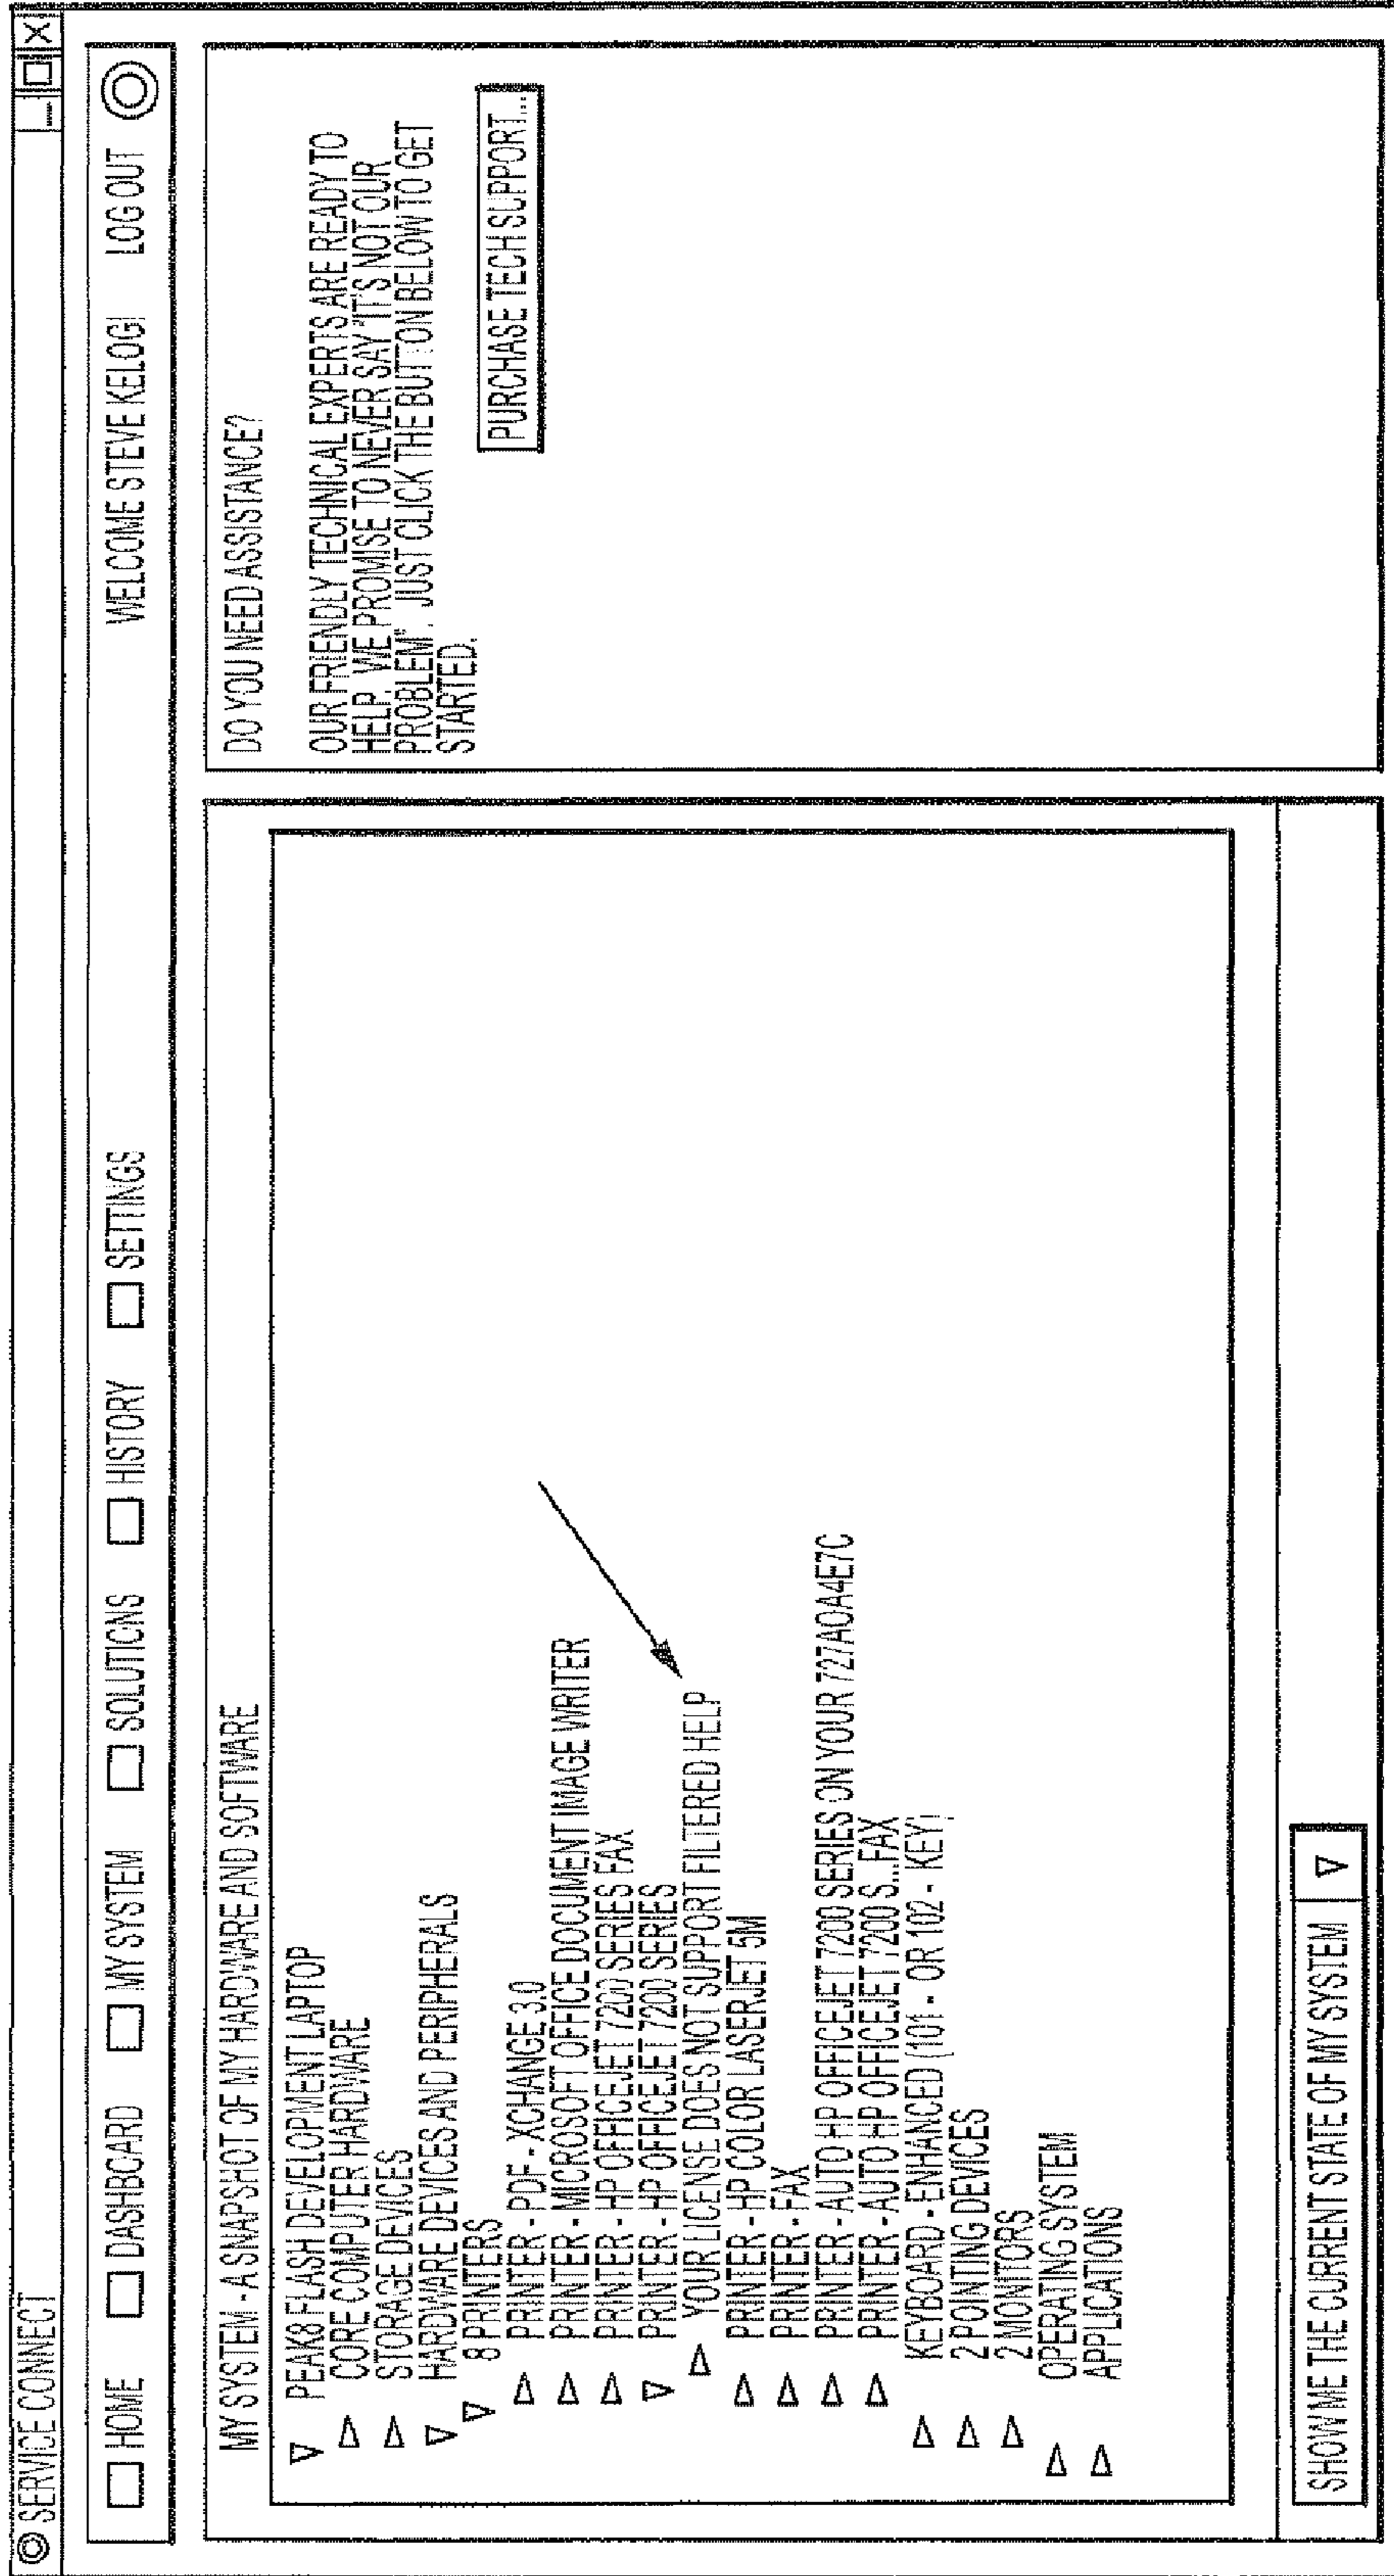 SERVICE CONNECT
HOME DASHBOARD MY SYSTEM SOLUTICNS HISTORY SETTINGS WELCOME STEVE KELOGI LOG OUT
MY SYSTEM - A SNAPSHOT OF MY HARDWARE AND SOFTWARE
PEAK8 FLASH DEVELOPMENT LAPTOP
CORE COMPUTER HARDWARE
STORAGE DEVICES
HARDWARE DEVICES AND PERIPHERALS
8 PRINTERS
PRINTER - PDF - XCHANGE 3.0
PRINTER - MICROSOFT OFFICE DOCUMENT IMAGE WRITER
PRINTER - HP OFFICEJET 7200 SERIES FAX
PRINTER - HP OFFICEJET 7200 SERIES
YOUR LICENSE DOES NOT SUPPORT FILTERED HELP
PRINTER - HP COLOR LASERJET 5M
PRINTER - FAX
PRINTER - AUTO HP OFFICEJET 7200 SERIES ON YOUR 727A0A4E7C
PRINTER - AUTO HP OFFICEJET 7200 S...FAX
KEYBOARD - ENHANCED (101 - OR 102 - KEY)
2 POINTING DEVICES
2 MONITORS
OPERATING SYSTEM
APPLICATIONS
SHOW ME THE CURRENT STATE OF MY SYSTEM
DO YOU NEED ASSISTANCE?
OUR FRIENDLY TECHNICAL EXPERTS ARE READY TO
HELP. WE PROMISE TO NEVER SAY "IT'S NOT OUR
PROBLEM". JUST CLICK THE BUTTON BELOW TO GET
STARTED.
PURCHASE TECH SUPPORT...